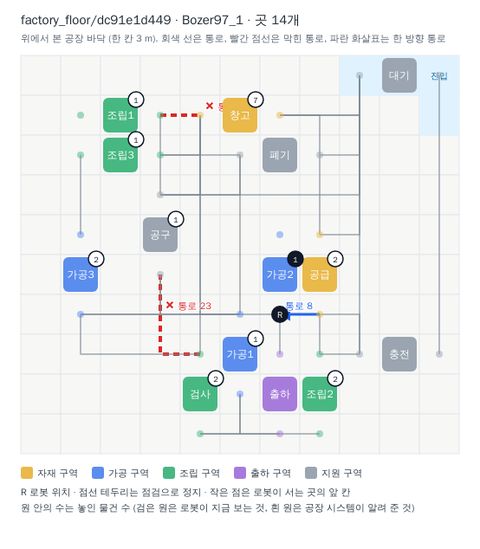 factory_floor/dc91e1d449 · Bozer97_1 · 곳 14개
위에서 본 공장 바닥 (한 칸 3 m). 회색 선은 통로, 빨간 점선은 막힌 통로, 파란 화살표는 한 방향 통로
대기
진입
조립1
1
통
창고
7
조립3
1
폐기
공구
1
가공3
2
가공2
1
공급
2
통로 23
통로 8
R
가공1
1
충전
검사
2
출하
조립2
2
자재 구역
가공 구역
조립 구역
출하 구역
지원 구역
R 로봇 위치 · 점선 테두리는 점검으로 정지 · 작은 점은 로봇이 서는 곳의 앞 칸
원 안의 수는 놓인 물건 수 (검은 원은 로봇이 지금 보는 것, 흰 원은 공장 시스템이 알려 준 것)